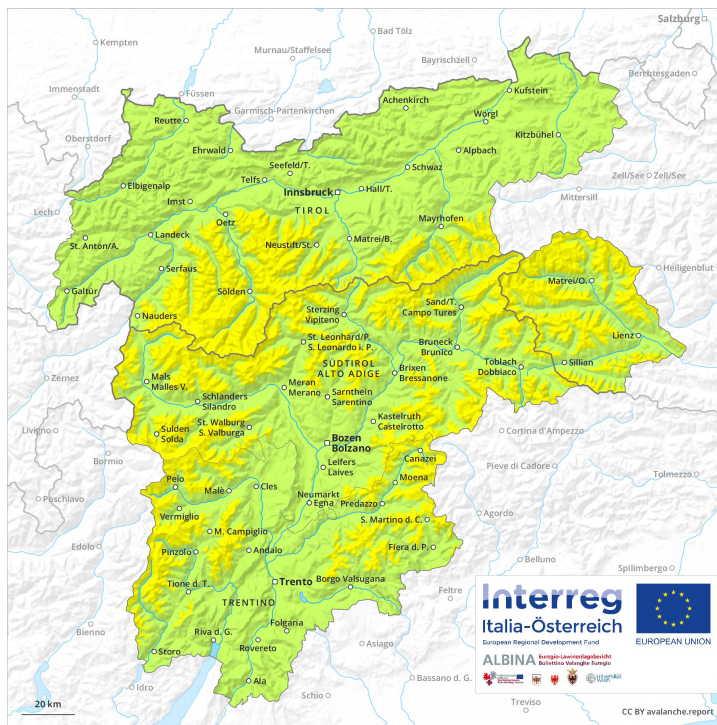 Salzburg
Kempten
Bad Tölz
Murnau/Staffelsee
Bayrischzell
Berchtesgaden
Immenstadt
Füssen
Kufstein
Achenkirch
Garmisch-Partenkirchen
Reutte
Wörgl
Oberstdorf
Kitzbühel
Ehrwald
Alpbach
Seefeld/T.
Schwaz
Zell/See
Zell/See
Telfs
Elbigenalp
Innsbruck
Hall/T.
Mittersill
Imst
TIROL
Lech
Oetz
Mayrhofen
St. Anton/A.
Landeck
Neustift/St.
Matrei/B.
Serfaus
Heiligenblut
Matrei/O.
Galtür
Sölden
Nauders
Sterzing
Vipiteno
Sand/T.
Campo Tures
St. Leonhard/P.
S. Leonardo i. P.
Bruneck
Brunico
Lienz
SÜDTIROL
ALTO ADIGE
Toblach
Dobbiaco
Sillian
Brixen
Bressanone
Zernez
Mals
Malles V.
Meran
Merano
Schlanders
Silandro
Sarnthein
Sarentino
St. Walburg
S. Valburga
Kastelruth
Castelrotto
Livigno
Sulden
Solda
Bozen
Bolzano
Cortina d'Ampezzo
Bormio
Canazei
Leifers
Laives
Pieve di Cadore
Tolmezzo
Poschiavo
Peio
Malè
Cles
Moena
Neumarkt
Egna
Predazzo
Vermiglio
Agordo
S. Martino d. C.
M. Campiglio
Edolo
Pinzolo
Andalo
Fiera d. P.
Belluno
Spilimbergo
Trento
Borgo Valsugana
Tione d. T.
Feltre
TRENTINO
Bienno
Riva d. G.
Folgaria
Rovereto
Asiago
Storo
Bassano d. G.
Idro
Ala
Schio
Treviso
20 km
Interreg
Italia-Österreich
European Regional Development Fund
EUROPEAN UNION
ALBINA
Euregio-Lawinenlagebericht
Bollettino Valanghe Euregio
universität
wien
CC BY avalanche.report